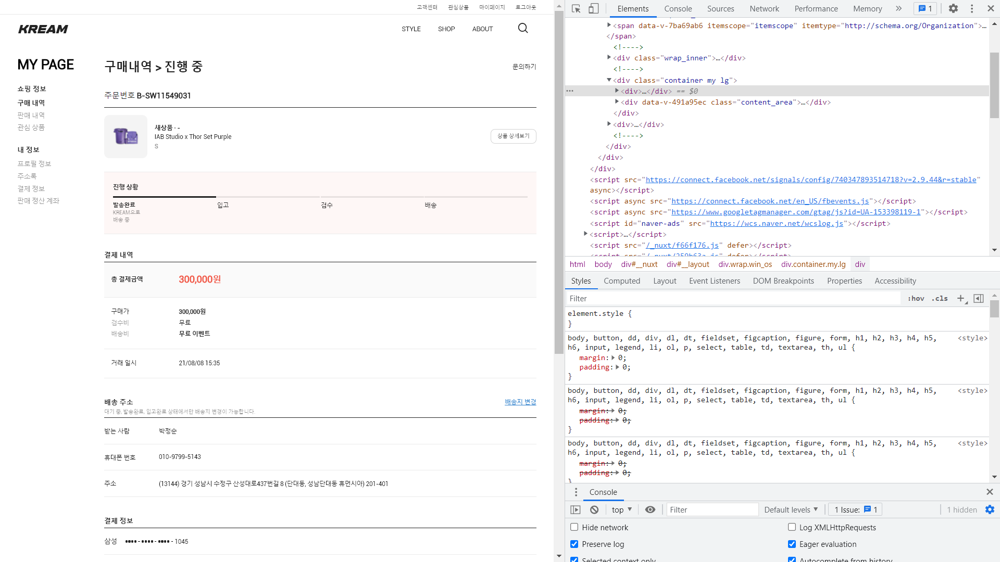 고객센터 관심상품 마이페이지 로그아웃
KREAM
STYLE SHOP ABOUT
MY PAGE
쇼핑 정보
구매 내역
판매 내역
관심 상품
내 정보
프로필 정보
주소록
결제 정보
판매 정산 계좌
구매내역 > 진행 중
문의하기
주문번호 B-SW11549031
새상품 · -
IAB Studio x Thor Set Purple
S
상품 상세보기
진행 상황
발송완료 입고 검수 배송
KREAM으로
배송 중
결제 내역
총 결제금액 300,000원
구매가 300,000원
검수비 무료
배송비 무료 이벤트
거래 일시 21/08/08 15:35
배송 주소
배송지 변경
대기 중, 발송완료, 입고완료 상태에서만 배송지 변경이 가능합니다.
받는 사람 박정순
휴대폰 번호 010-9799-5143
주소 (13144) 경기 성남시 수정구 산성대로437번길 8 (단대동, 성남단대동 휴먼시아) 201-401
결제 정보
삼성 ••••-••••-••••-1045
Elements Console Sources Network Performance Memory » 1
<span data-v-7ba69ab6 itemscope="itemscope" itemtype="http://schema.org/Organization">…
</span>
<!---->
<div class="wrap_inner">…</div>
<!---->
<div class="container my lg">
<div>…</div> == $0
<div data-v-491a95ec class="content_area">…</div>
</div>
<div>…</div>
<!---->
</div>
</div>
</div>
<script src="https://connect.facebook.net/signals/config/740347893514718?v=2.9.44&r=stable"
async></script>
<script async src="https://connect.facebook.net/en_US/fbevents.js"></script>
<script async src="https://www.googletagmanager.com/gtag/js?id=UA-153398119-1"></script>
<script id="naver-ads" src="https://wcs.naver.net/wcslog.js"></script>
<script>…</script>
<script src="/_nuxt/f66f176.js" defer></script>
<script src="/_nuxt/259b63a.js" defer></script>
html body div#__nuxt div#__layout div.wrap.win_os div.container.my.lg div
Styles Computed Layout Event Listeners DOM Breakpoints Properties Accessibility
Filter :hov .cls +
element.style {
}
body, button, dd, div, dl, dt, fieldset, figcaption, figure, form, h1, h2, h3, h4, h5, <style>
h6, input, legend, li, ol, p, select, table, td, textarea, th, ul {
margin: 0;
padding: 0;
}
body, button, dd, div, dl, dt, fieldset, figcaption, figure, form, h1, h2, h3, h4, h5, <style>
h6, input, legend, li, ol, p, select, table, td, textarea, th, ul {
margin: 0;
padding: 0;
}
body, button, dd, div, dl, dt, fieldset, figcaption, figure, form, h1, h2, h3, h4, h5, <style>
h6, input, legend, li, ol, p, select, table, td, textarea, th, ul {
margin: 0;
padding: 0;
}
Console
top Filter Default levels 1 Issue: 1 1 hidden
Hide network Log XMLHttpRequests
Preserve log Eager evaluation
Selected context only Autocomplete from history